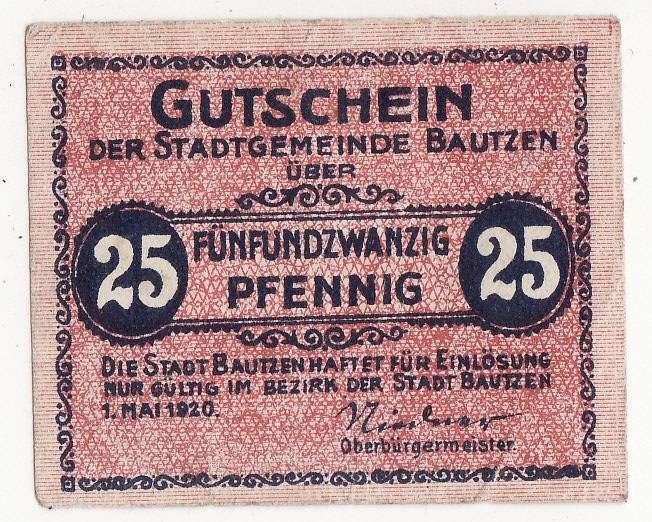 GUTSCHEIN
DER STADTGEMEINDE BAUTZEN
ÜBER
25 FÜNFUNDZWANZIG 25
PFENNIG
DIE STADT BAUTZEN HAFTET FÜR EINLÖSUNG
NUR GÜLTIG IM BEZIRK DER STADT BAUTZEN
1. MAI 1920.
Oberbürgermeister.